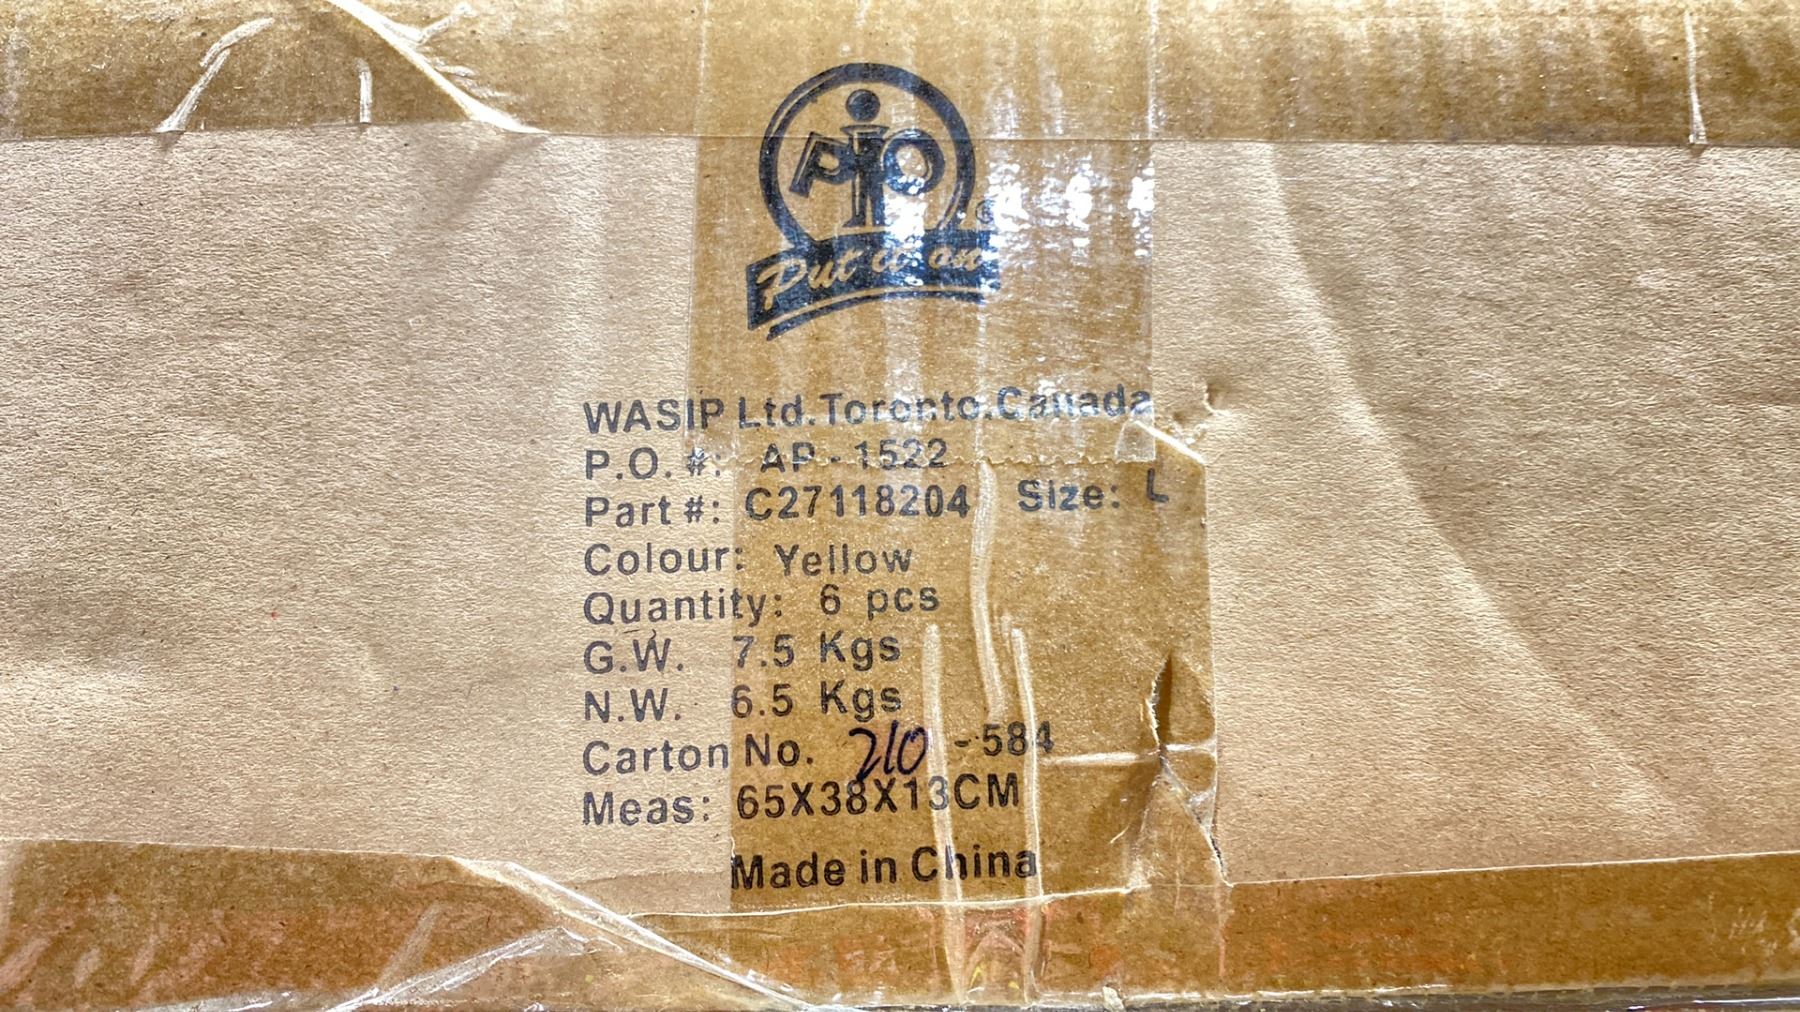 PiO
®
Put it on
WASIP Ltd.Toronto.Canada
P.O. #: AP - 1522
Part #: C27118204 Size: L
Colour: Yellow
Quantity: 6 pcs
G.W. 7.5 Kgs
N.W. 6.5 Kgs
Carton No. 210 -584
Meas: 65X38X13CM
Made in China